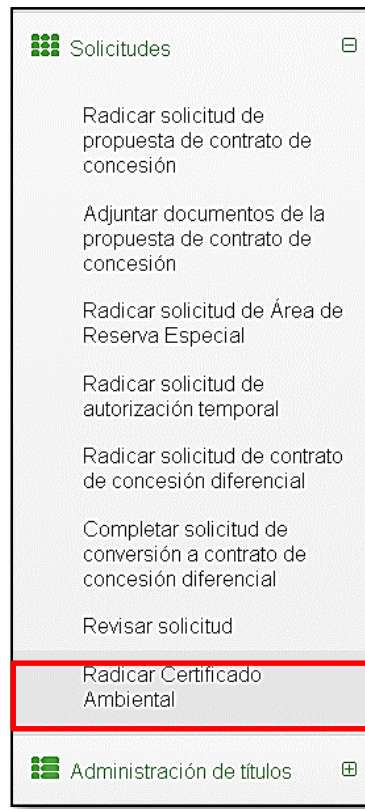 Solicitudes
Radicar solicitud de
propuesta de contrato de
concesión
Adjuntar documentos de la
propuesta de contrato de
concesión
Radicar solicitud de Área de
Reserva Especial
Radicar solicitud de
autorización temporal
Radicar solicitud de contrato
de concesión diferencial
Completar solicitud de
conversión a contrato de
concesión diferencial
Revisar solicitud
Radicar Certificado
Ambiental
Administración de títulos